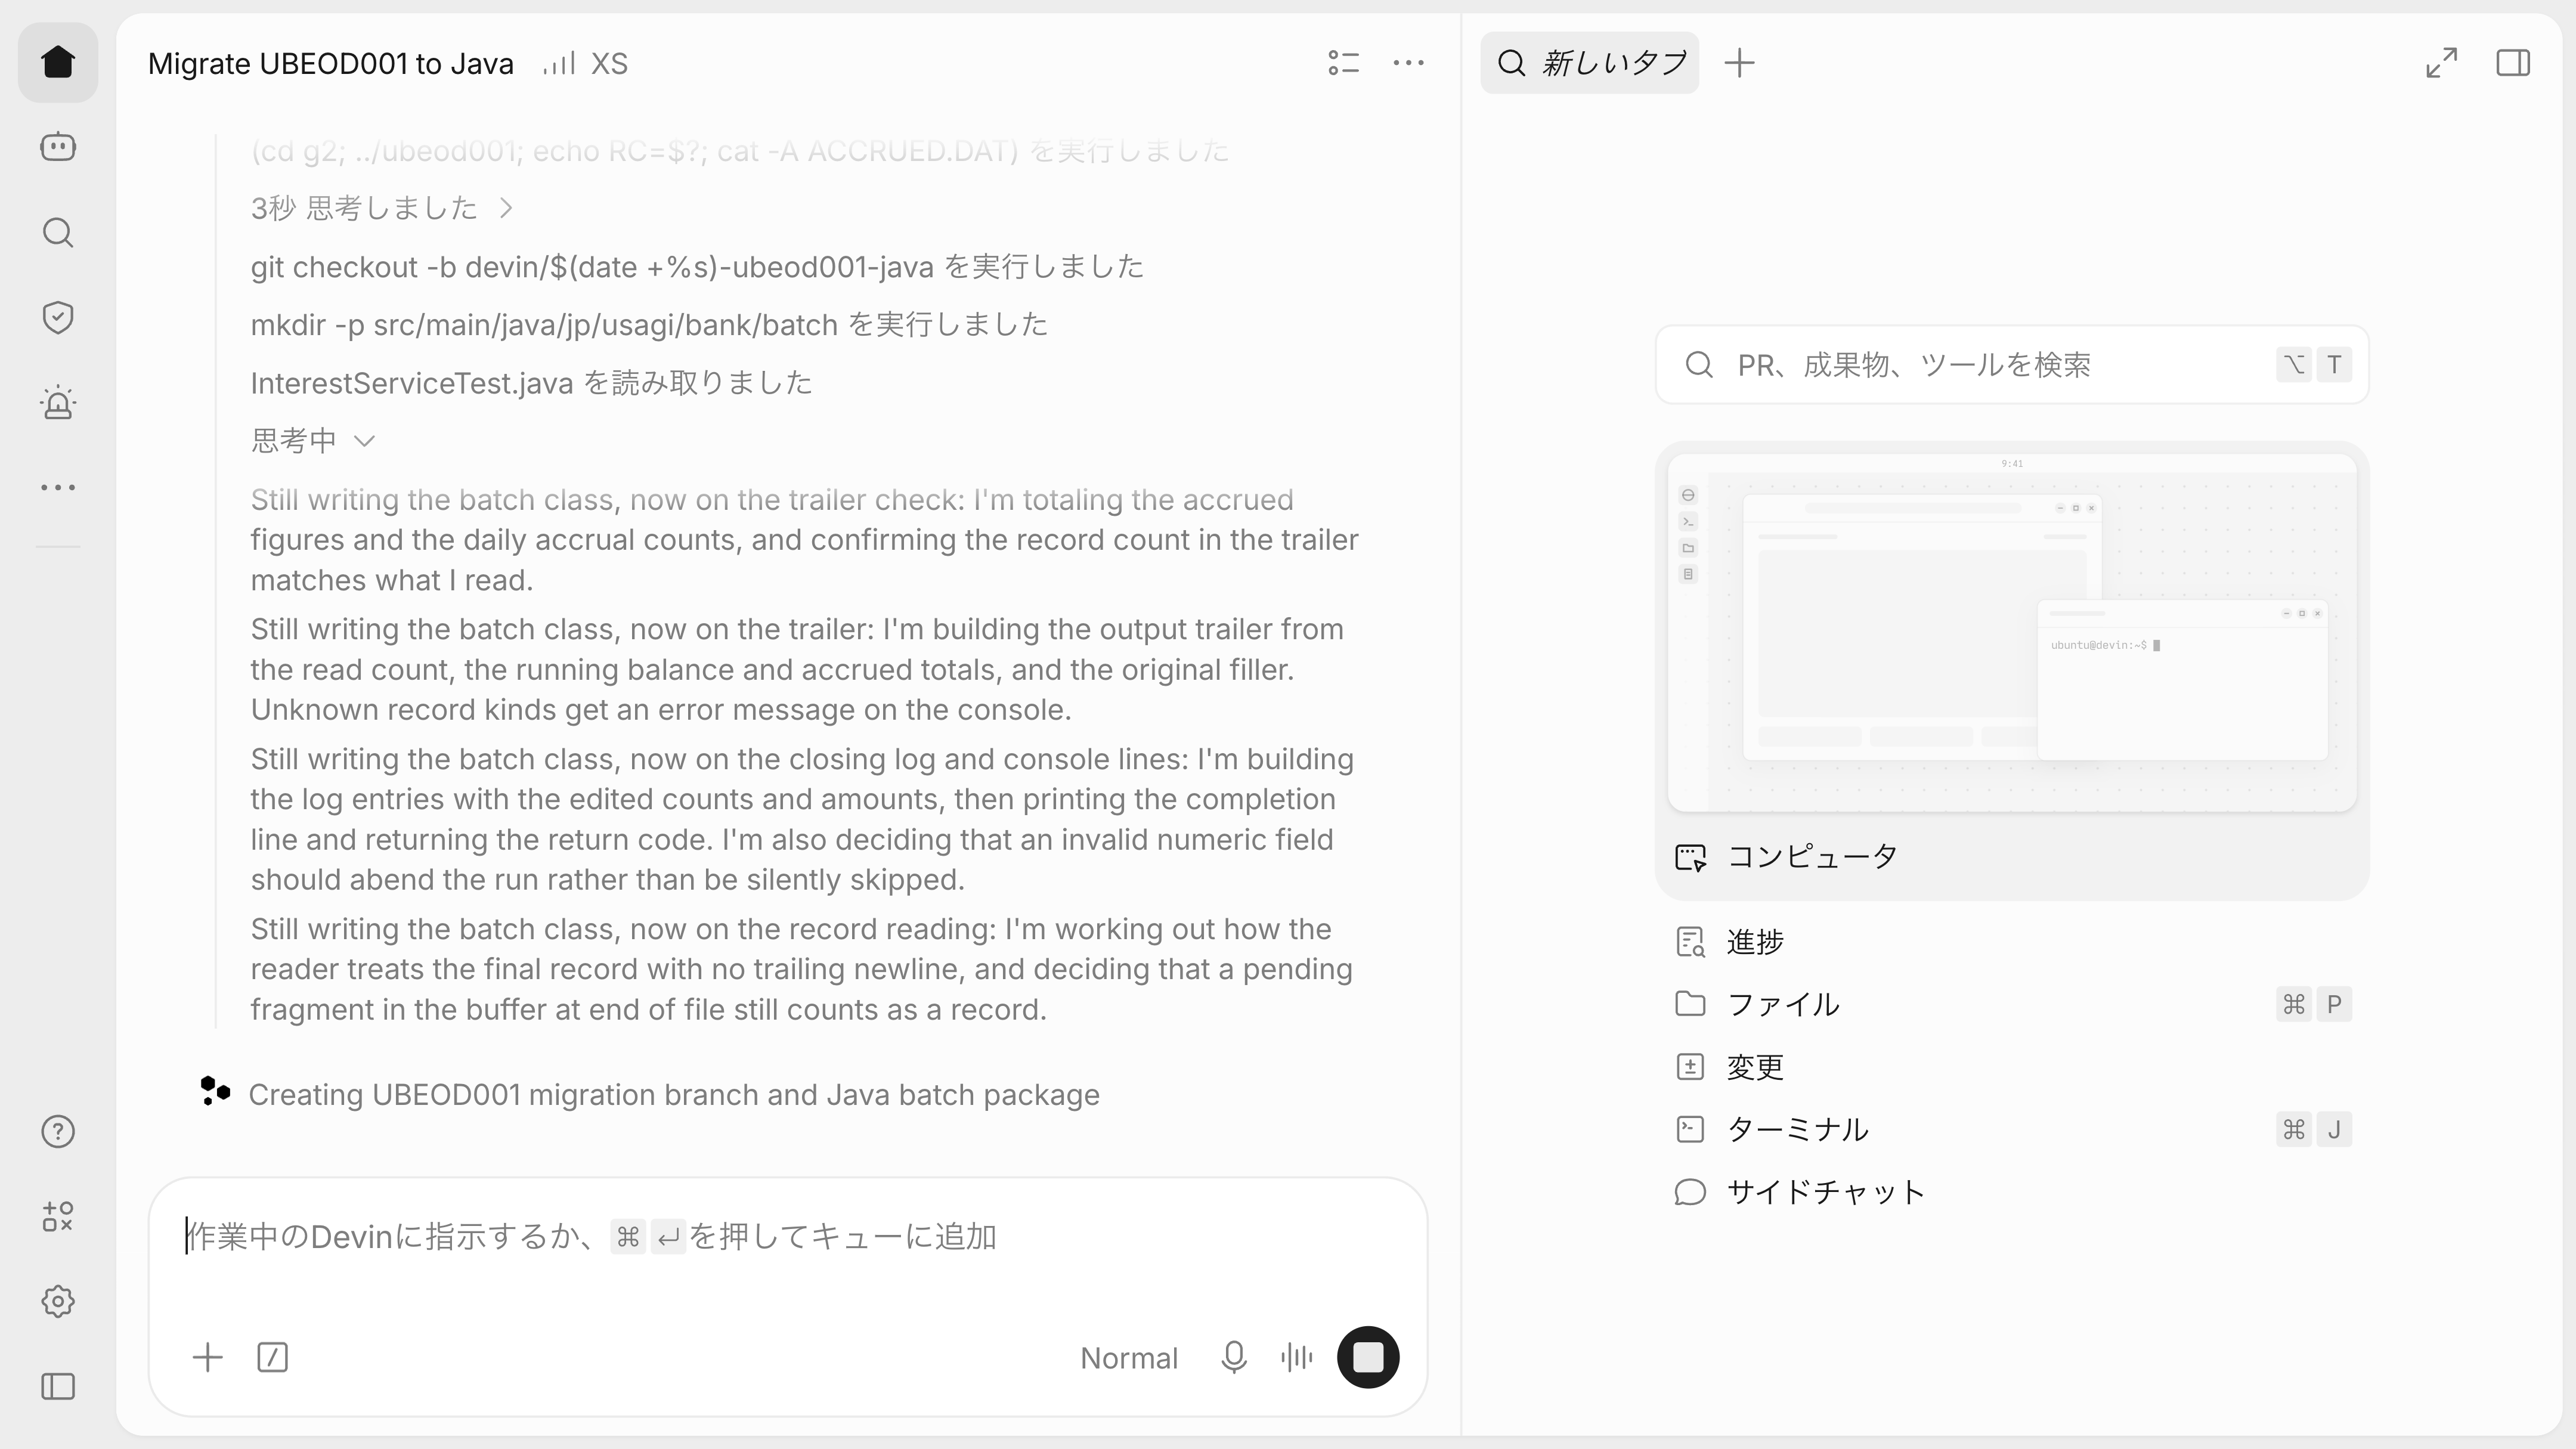 Migrate UBEOD001 to Java XS
(cd g2; ../ubeod001; echo RC=$?; cat -A ACCRUED.DAT) を実行しました
3秒 思考しました
git checkout -b devin/$(date +%s)-ubeod001-java を実行しました
mkdir -p src/main/java/jp/usagi/bank/batch を実行しました
InterestServiceTest.java を読み取りました
思考中
Still writing the batch class, now on the trailer check: I'm totaling the accrued
figures and the daily accrual counts, and confirming the record count in the trailer
matches what I read.
Still writing the batch class, now on the trailer: I'm building the output trailer from
the read count, the running balance and accrued totals, and the original filler.
Unknown record kinds get an error message on the console.
Still writing the batch class, now on the closing log and console lines: I'm building
the log entries with the edited counts and amounts, then printing the completion
line and returning the return code. I'm also deciding that an invalid numeric field
should abend the run rather than be silently skipped.
Still writing the batch class, now on the record reading: I'm working out how the
reader treats the final record with no trailing newline, and deciding that a pending
fragment in the buffer at end of file still counts as a record.
Creating UBEOD001 migration branch and Java batch package
作業中のDevinに指示するか、⌘↵を押してキューに追加
Normal
新しいタブ
PR、成果物、ツールを検索 ⌥ T
9:41
ubuntu@devin:~$
コンピュータ
進捗
ファイル ⌘ P
変更
ターミナル ⌘ J
サイドチャット